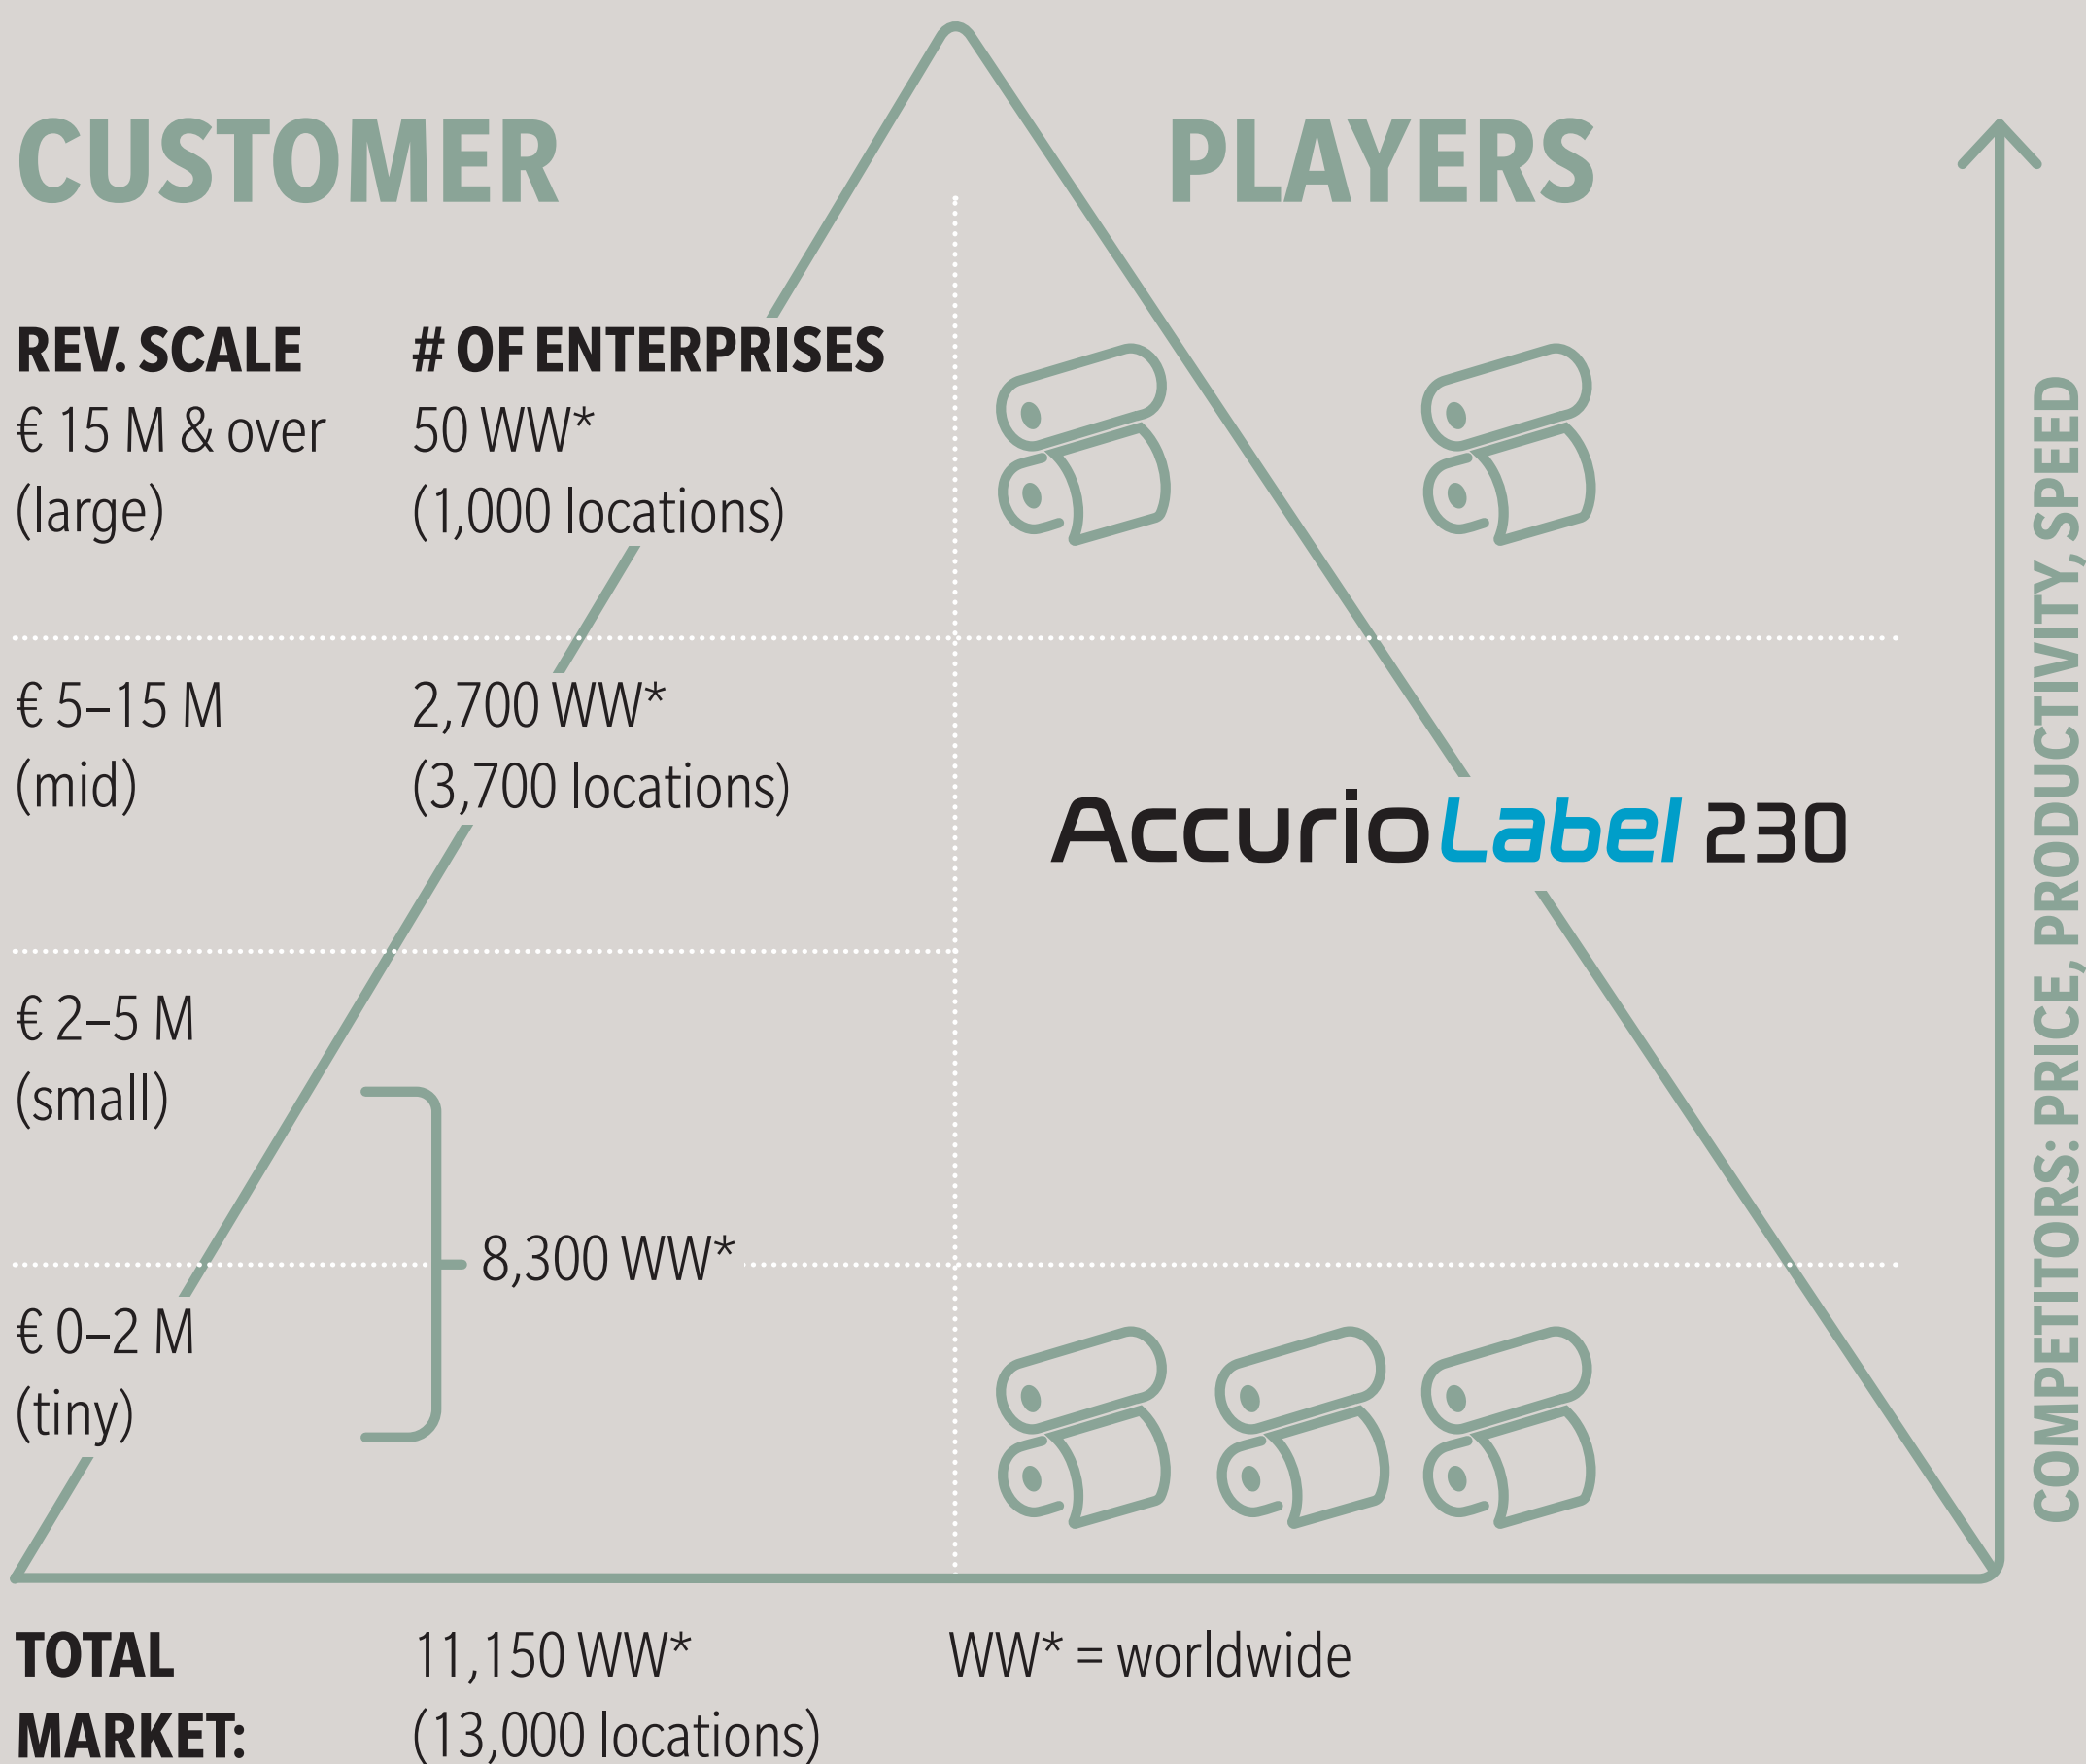 CUSTOMER
PLAYERS
REV. SCALE
# OF ENTERPRISES
€ 15 M & over
50 WW*
(large)
(1,000 locations)
€ 5–15 M
2,700 WW*
(mid)
(3,700 locations)
AccurioLabel 230
€ 2–5 M
(small)
8,300 WW*
€ 0–2 M
(tiny)
COMPETITORS: PRICE, PRODUCTIVITY, SPEED
TOTAL
11,150 WW*
WW* = worldwide
MARKET:
(13,000 locations)